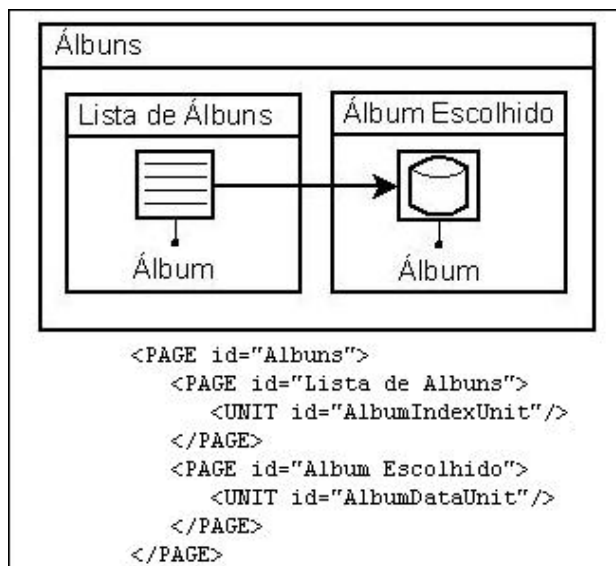 Álbuns
Lista de Álbuns
Álbum Escolhido
Álbum
Álbum
<PAGE id="Albuns">
<PAGE id="Lista de Albuns">
<UNIT id="AlbumIndexUnit"/>
</PAGE>
<PAGE id="Album Escolhido">
<UNIT id="AlbumDataUnit"/>
</PAGE>
</PAGE>